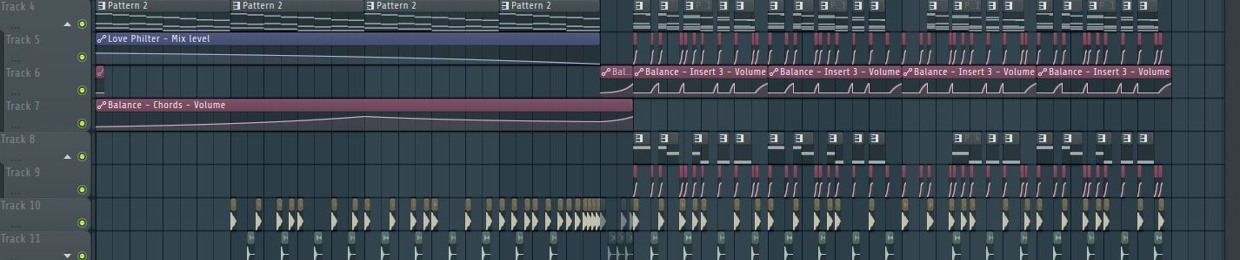 Track 4 Pattern 2 Pattern 2 Pattern 2 Pattern 2
Track 5 Love Philter - Mix level
Track 6 Bal.. Balance - Insert 3 - Volume Balance - Insert 3 - Volume Balance - Insert 3 - Volume Balance - Insert 3 - Volume
Track 7 Balance - Chords - Volume
Track 8
Track 9
Track 10
Track 11